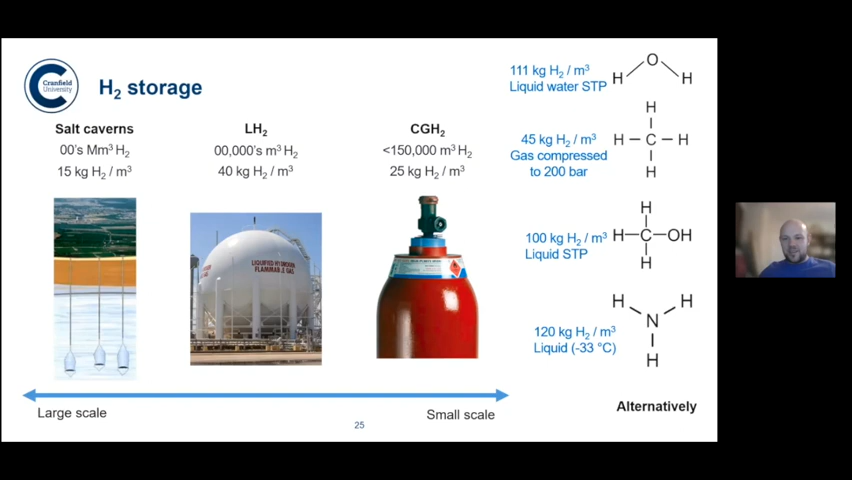 Cranfield
University
H₂ storage
Salt caverns
00's Mm³ H₂
15 kg H₂ / m³
LH₂
00,000's m³ H₂
40 kg H₂ / m³
CGH₂
<150,000 m³ H₂
25 kg H₂ / m³
LIQUIFIED HYDROGEN
FLAMMABLE GAS
111 kg H₂ / m³
Liquid water STP
O
H H
45 kg H₂ / m³
Gas compressed
to 200 bar
H
H C H
H
100 kg H₂ / m³
Liquid STP
H
H C OH
H
120 kg H₂ / m³
Liquid (-33 °C)
H H
N
H
Large scale
Small scale
Alternatively
25